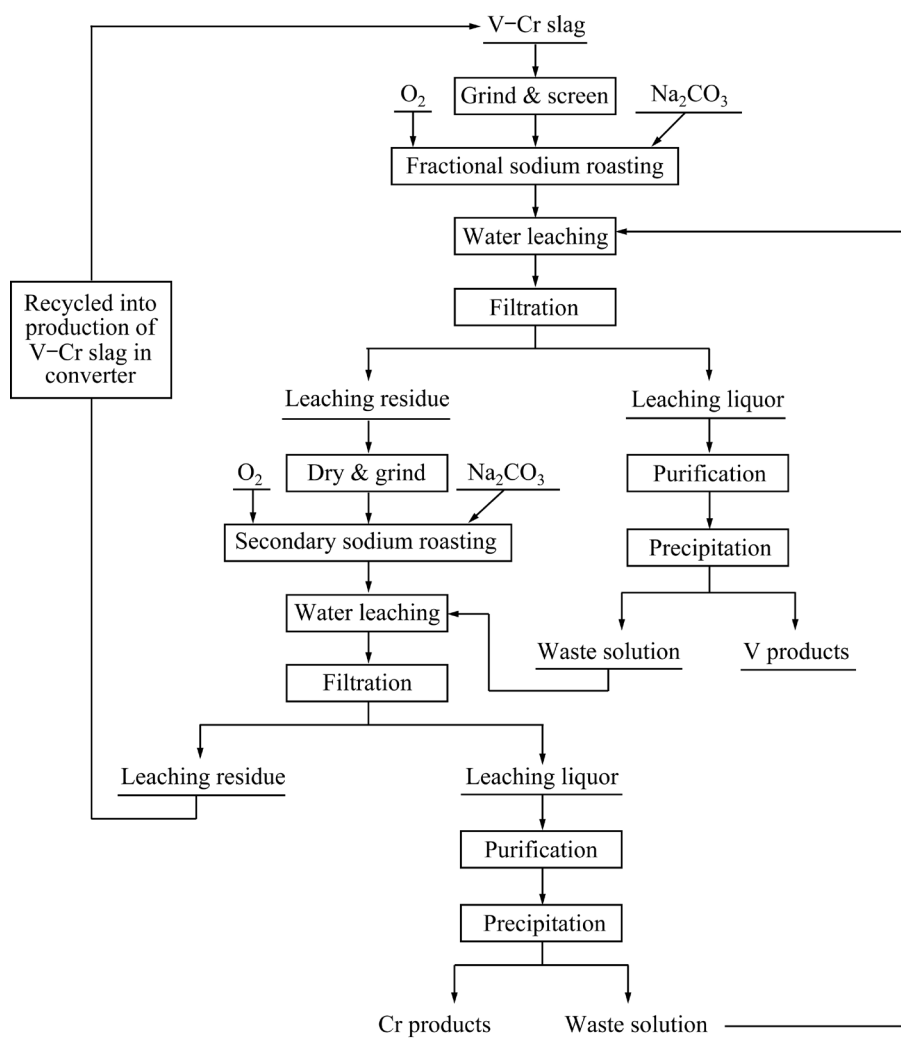 V−Cr slag
O₂
Grind & screen
Na₂CO₃
Fractional sodium roasting
Water leaching
Recycled into
production of
V−Cr slag in
converter
Filtration
Leaching residue
Leaching liquor
O₂
Dry & grind
Na₂CO₃
Purification
Secondary sodium roasting
Precipitation
Water leaching
Waste solution
V products
Filtration
Leaching residue
Leaching liquor
Purification
Precipitation
Cr products
Waste solution